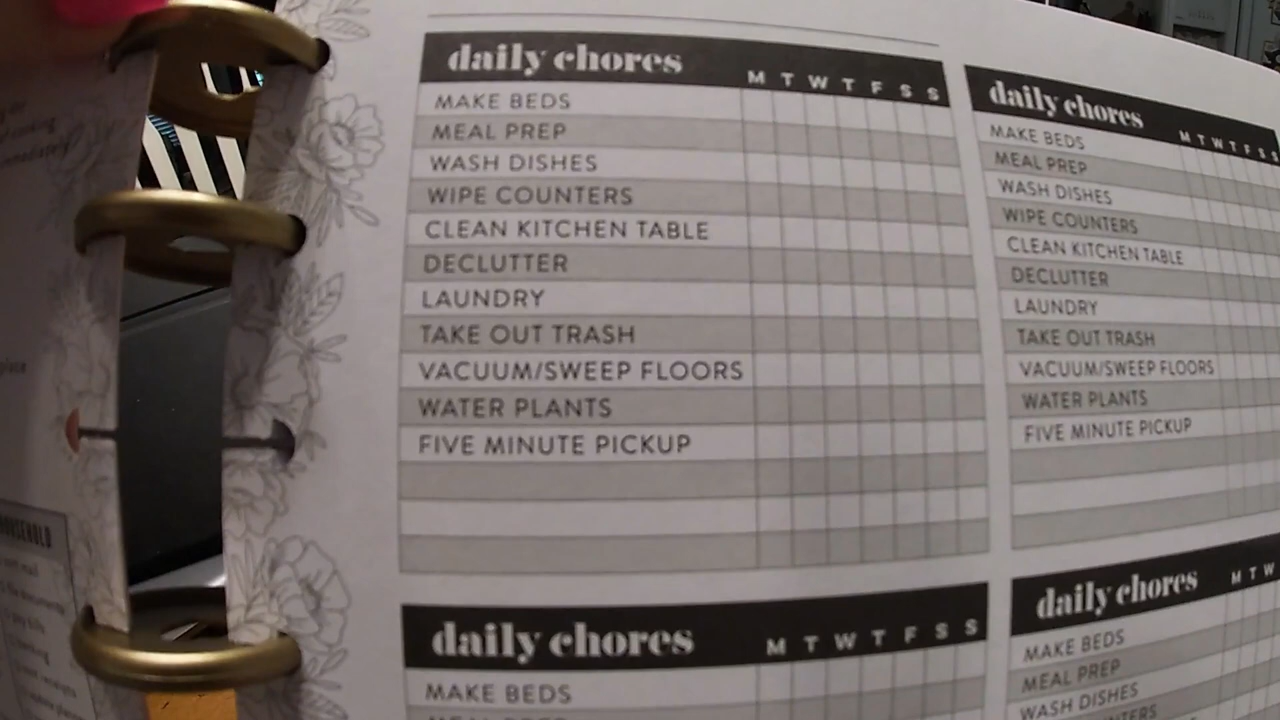 daily chores M T W T F S S
MAKE BEDS
MEAL PREP
WASH DISHES
WIPE COUNTERS
CLEAN KITCHEN TABLE
DECLUTTER
LAUNDRY
TAKE OUT TRASH
VACUUM/SWEEP FLOORS
WATER PLANTS
FIVE MINUTE PICKUP
daily chores M T W T F S S
MAKE BEDS
MEAL PREP
WASH DISHES
WIPE COUNTERS
CLEAN KITCHEN TABLE
DECLUTTER
LAUNDRY
TAKE OUT TRASH
VACUUM/SWEEP FLOORS
WATER PLANTS
FIVE MINUTE PICKUP
daily chores M T W T F S S
MAKE BEDS
MEAL PREP
daily chores M T W
MAKE BEDS
MEAL PREP
WASH DISHES